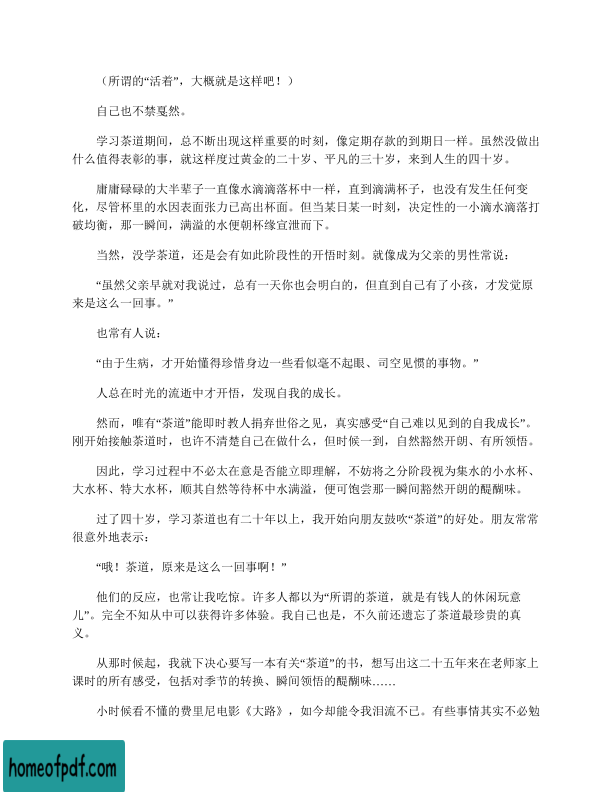 （所谓的“活着”，大概就是这样吧！）
自己也不禁戛然。
学习茶道期间，总不断出现这样重要的时刻，像定期存款的到期日一样。虽然没做出
什么值得表彰的事，就这样度过黄金的二十岁、平凡的三十岁，来到人生的四十岁。
庸庸碌碌的大半辈子一直像水滴滴落杯中一样，直到滴满杯子，也没有发生任何变
化，尽管杯里的水因表面张力已高出杯面。但当某日某一时刻，决定性的一小滴水滴落打
破均衡，那一瞬间，满溢的水便朝杯缘宣泄而下。
当然，没学茶道，还是会有如此阶段性的开悟时刻。就像成为父亲的男性常说：
“虽然父亲早就对我说过，总有一天你也会明白的，但直到自己有了小孩，才发觉原
来是这么一回事。”
也常有人说：
“由于生病，才开始懂得珍惜身边一些看似毫不起眼、司空见惯的事物。”
人总在时光的流逝中才开悟，发现自我的成长。
然而，唯有“茶道”能即时教人捐弃世俗之见，真实感受“自己难以见到的自我成长”。
刚开始接触茶道时，也许不清楚自己在做什么，但时候一到，自然豁然开朗、有所领悟。
因此，学习过程中不必太在意是否能立即理解，不妨将之分阶段视为集水的小水杯、
大水杯、特大水杯，顺其自然等待杯中水满溢，便可饱尝那一瞬间豁然开朗的醍醐味。
过了四十岁，学习茶道也有二十年以上，我开始向朋友鼓吹“茶道”的好处。朋友常常
很意外地表示：
“哦！茶道，原来是这么一回事啊！”
他们的反应，也常让我吃惊。许多人都以为“所谓的茶道，就是有钱人的休闲玩意
儿”。完全不知从中可以获得许多体验。我自己也是，不久前还遗忘了茶道最珍贵的真
义。
从那时候起，我就下决心要写一本有关“茶道”的书，想写出这二十五年来在老师家上
课时的所有感受，包括对季节的转换、瞬间领悟的醍醐味……
小时候看不懂的费里尼电影《大路》，如今却能令我泪流不已。有些事情其实不必勉
homeofpdf.com